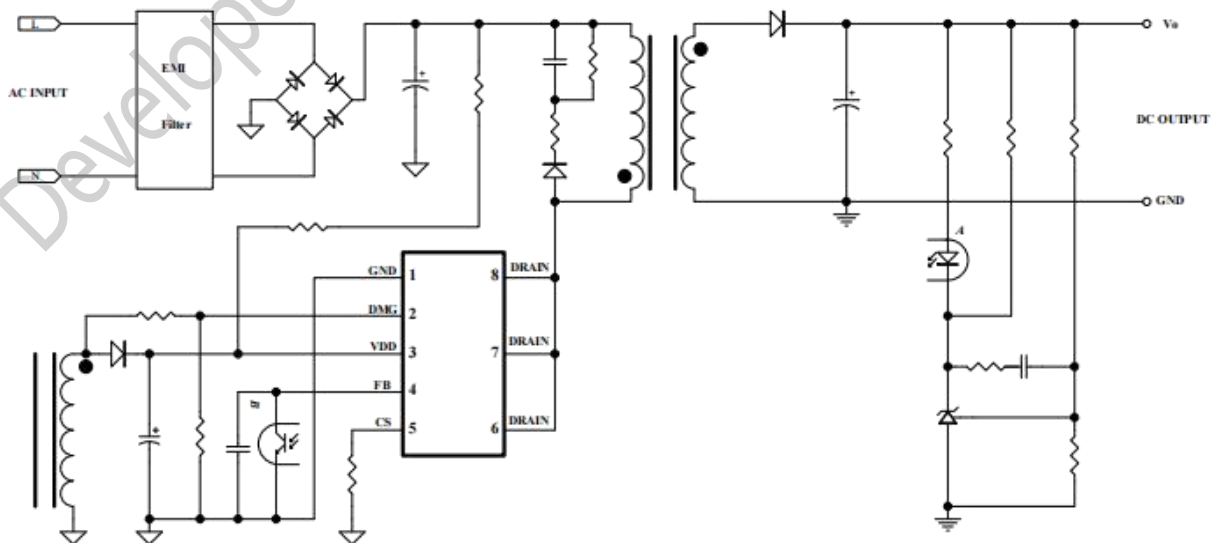 L
AC INPUT
N
EMI
Filter
Develope
Vo
DC OUTPUT
GND
A
GND 1
DMG 2
VDD 3
FB 4
CS 5
8 DRAIN
7 DRAIN
6 DRAIN
B
+
+
+